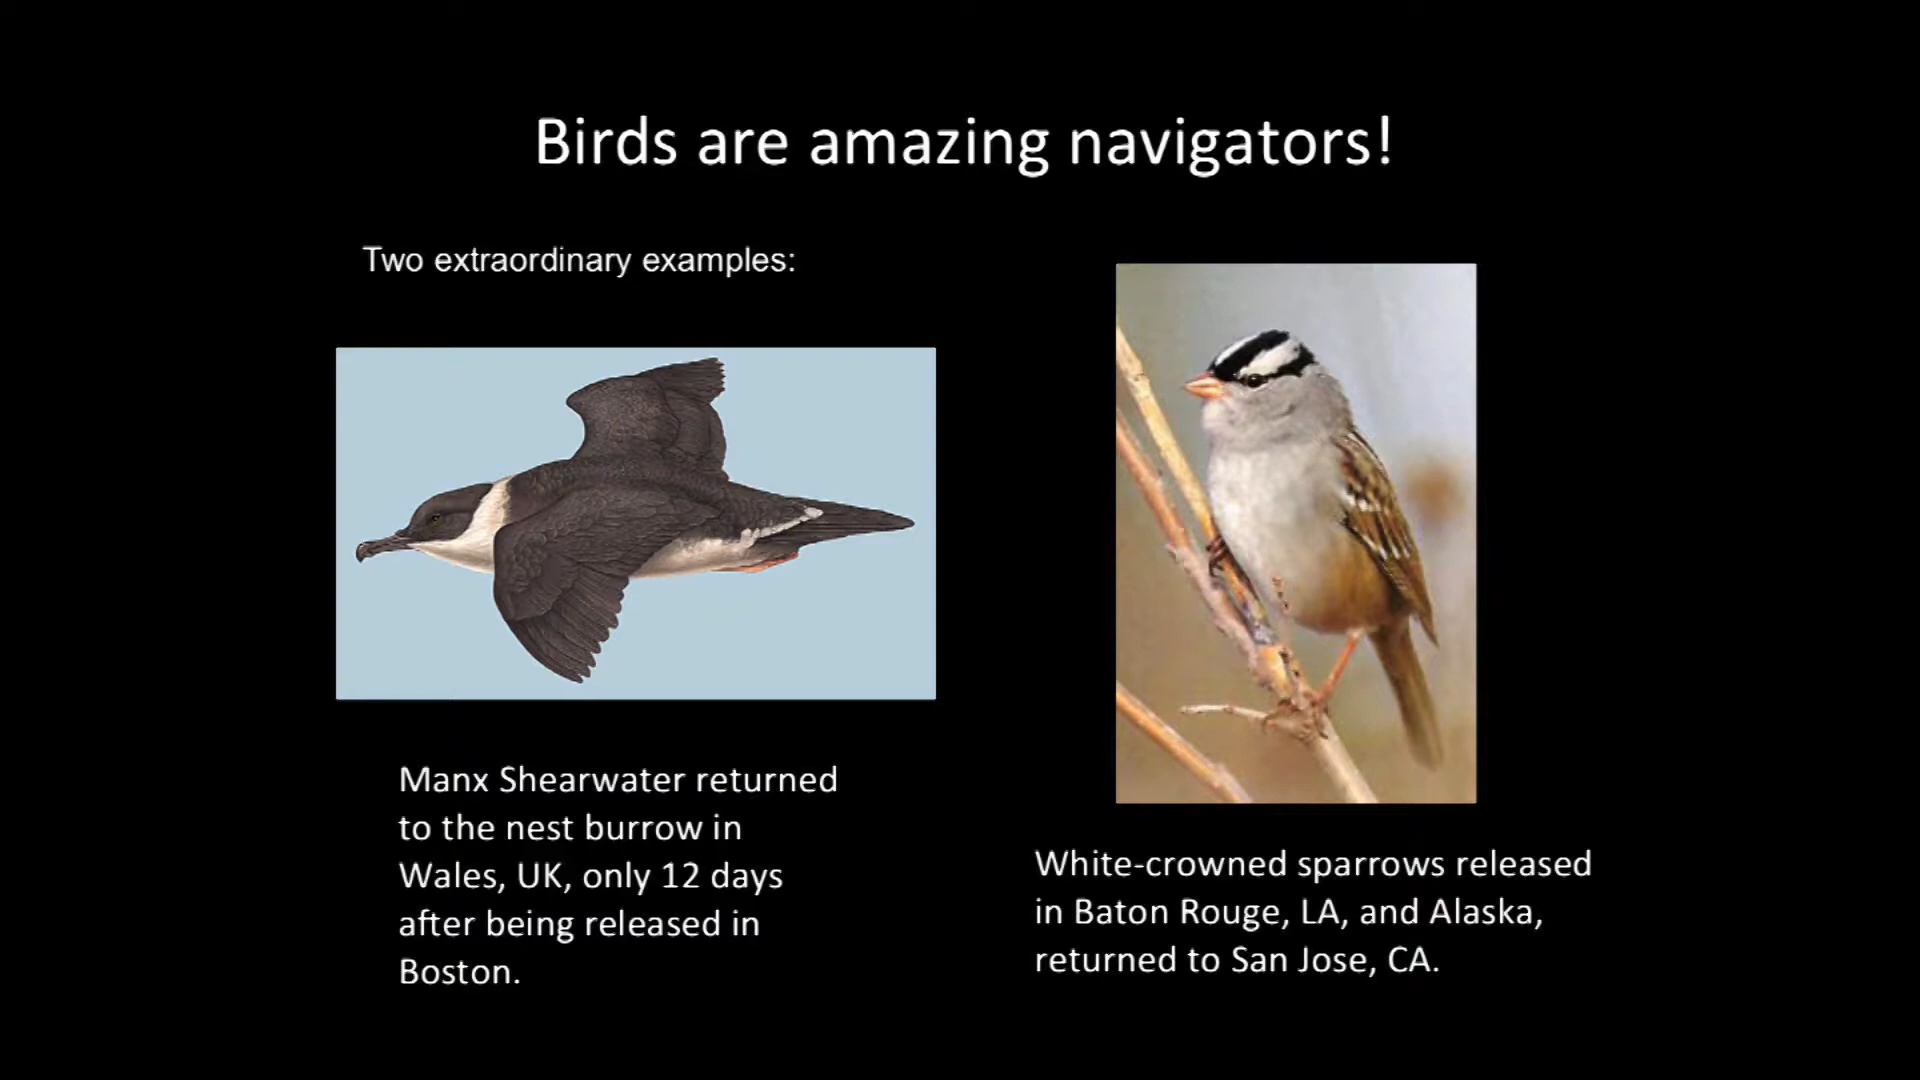 Birds are amazing navigators!
Two extraordinary examples:
Manx Shearwater returned
to the nest burrow in
Wales, UK, only 12 days
after being released in
Boston.
White-crowned sparrows released
in Baton Rouge, LA, and Alaska,
returned to San Jose, CA.